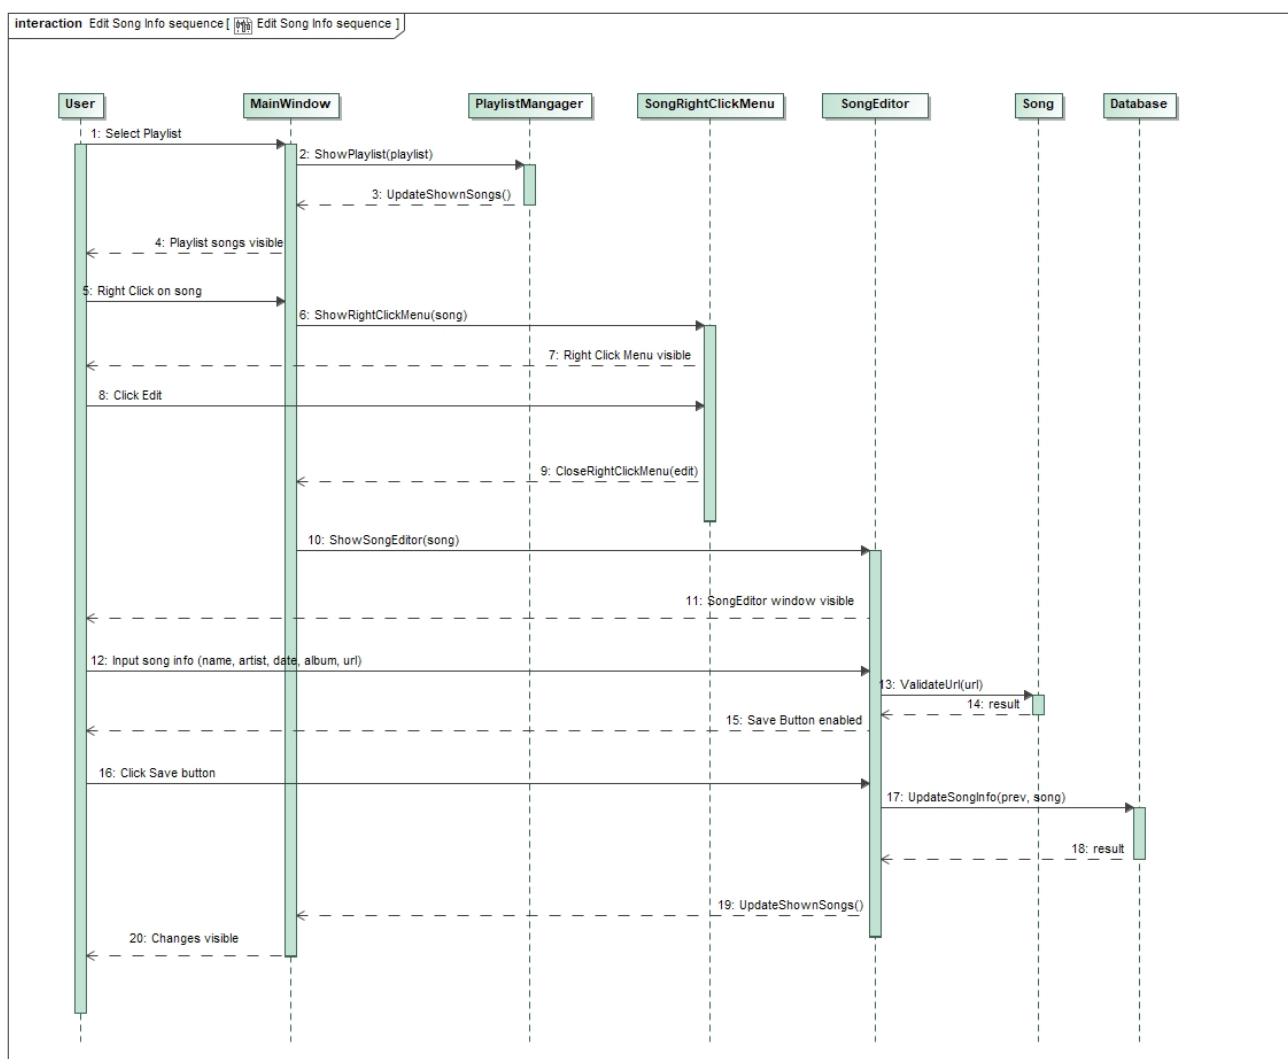 interaction Edit Song Info sequence [ Edit Song Info sequence ]
User MainWindow PlaylistMangager SongRightClickMenu SongEditor Song Database
1: Select Playlist
2: ShowPlaylist(playlist)
3: UpdateShownSongs()
4: Playlist songs visible
5: Right Click on song
6: ShowRightClickMenu(song)
7: Right Click Menu visible
8: Click Edit
9: CloseRightClickMenu(edit)
10: ShowSongEditor(song)
11: SongEditor window visible
12: Input song info (name, artist, date, album, url)
13: ValidateUrl(url)
14: result
15: Save Button enabled
16: Click Save button
17: UpdateSongInfo(prev, song)
18: result
19: UpdateShownSongs()
20: Changes visible